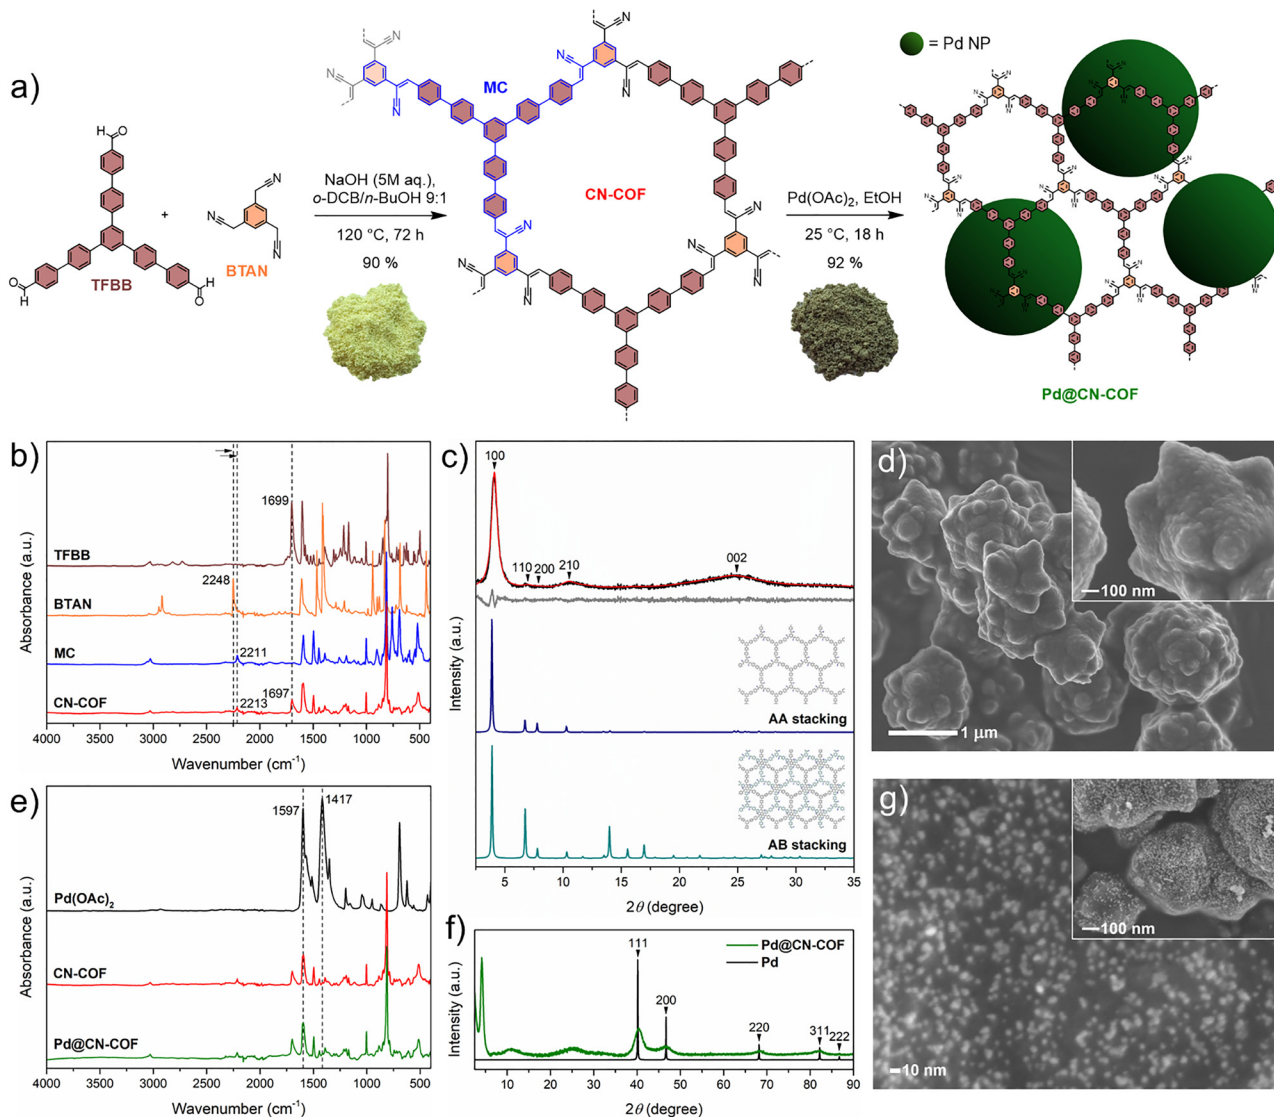 a)
TFBB
+
BTAN
NaOH (5M aq.),
o-DCB/n-BuOH 9:1
120 °C, 72 h
90 %
MC
CN-COF
Pd(OAc)₂, EtOH
25 °C, 18 h
92 %
= Pd NP
Pd@CN-COF
b)
1699
TFBB
2248
BTAN
MC
2211
1697
CN-COF
2213
Absorbance (a.u.)
4000 3500 3000 2500 2000 1500 1000 500
Wavenumber (cm⁻¹)
c)
100
110 200 210
002
AA stacking
AB stacking
Intensity (a.u.)
5 10 15 20 25 30 35
2θ (degree)
d)
100 nm
1 µm
e)
1597
1417
Pd(OAc)₂
CN-COF
Pd@CN-COF
Absorbance (a.u.)
4000 3500 3000 2500 2000 1500 1000 500
Wavenumber (cm⁻¹)
f)
Pd@CN-COF
Pd
111
200
220
311
222
Intensity (a.u.)
10 20 30 40 50 60 70 80 90
2θ (degree)
g)
100 nm
10 nm